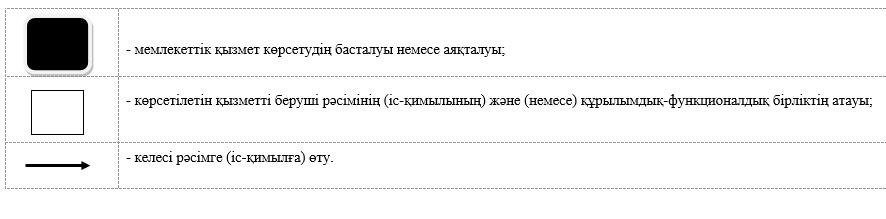 - мемлекеттік қызмет көрсетудің басталуы немесе аяқталуы;
- көрсетілетін қызметті беруші рәсімінің (іс-қимылының) және (немесе) құрылымдық-функционалдық бірліктің атауы;
- келесі рәсімге (іс-қимылға) өту.